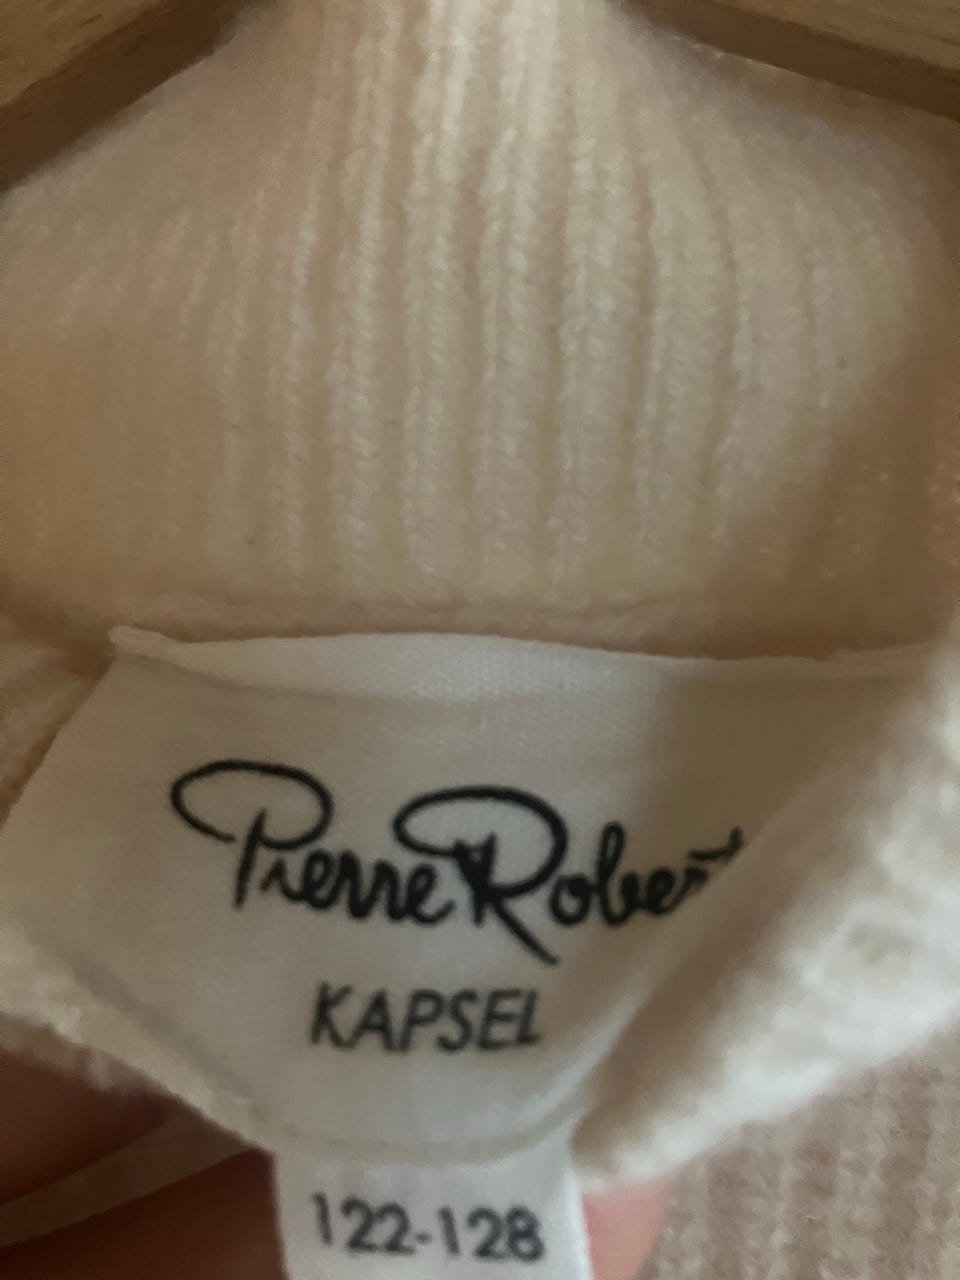 Pierre Robert
KAPSEL
122-128